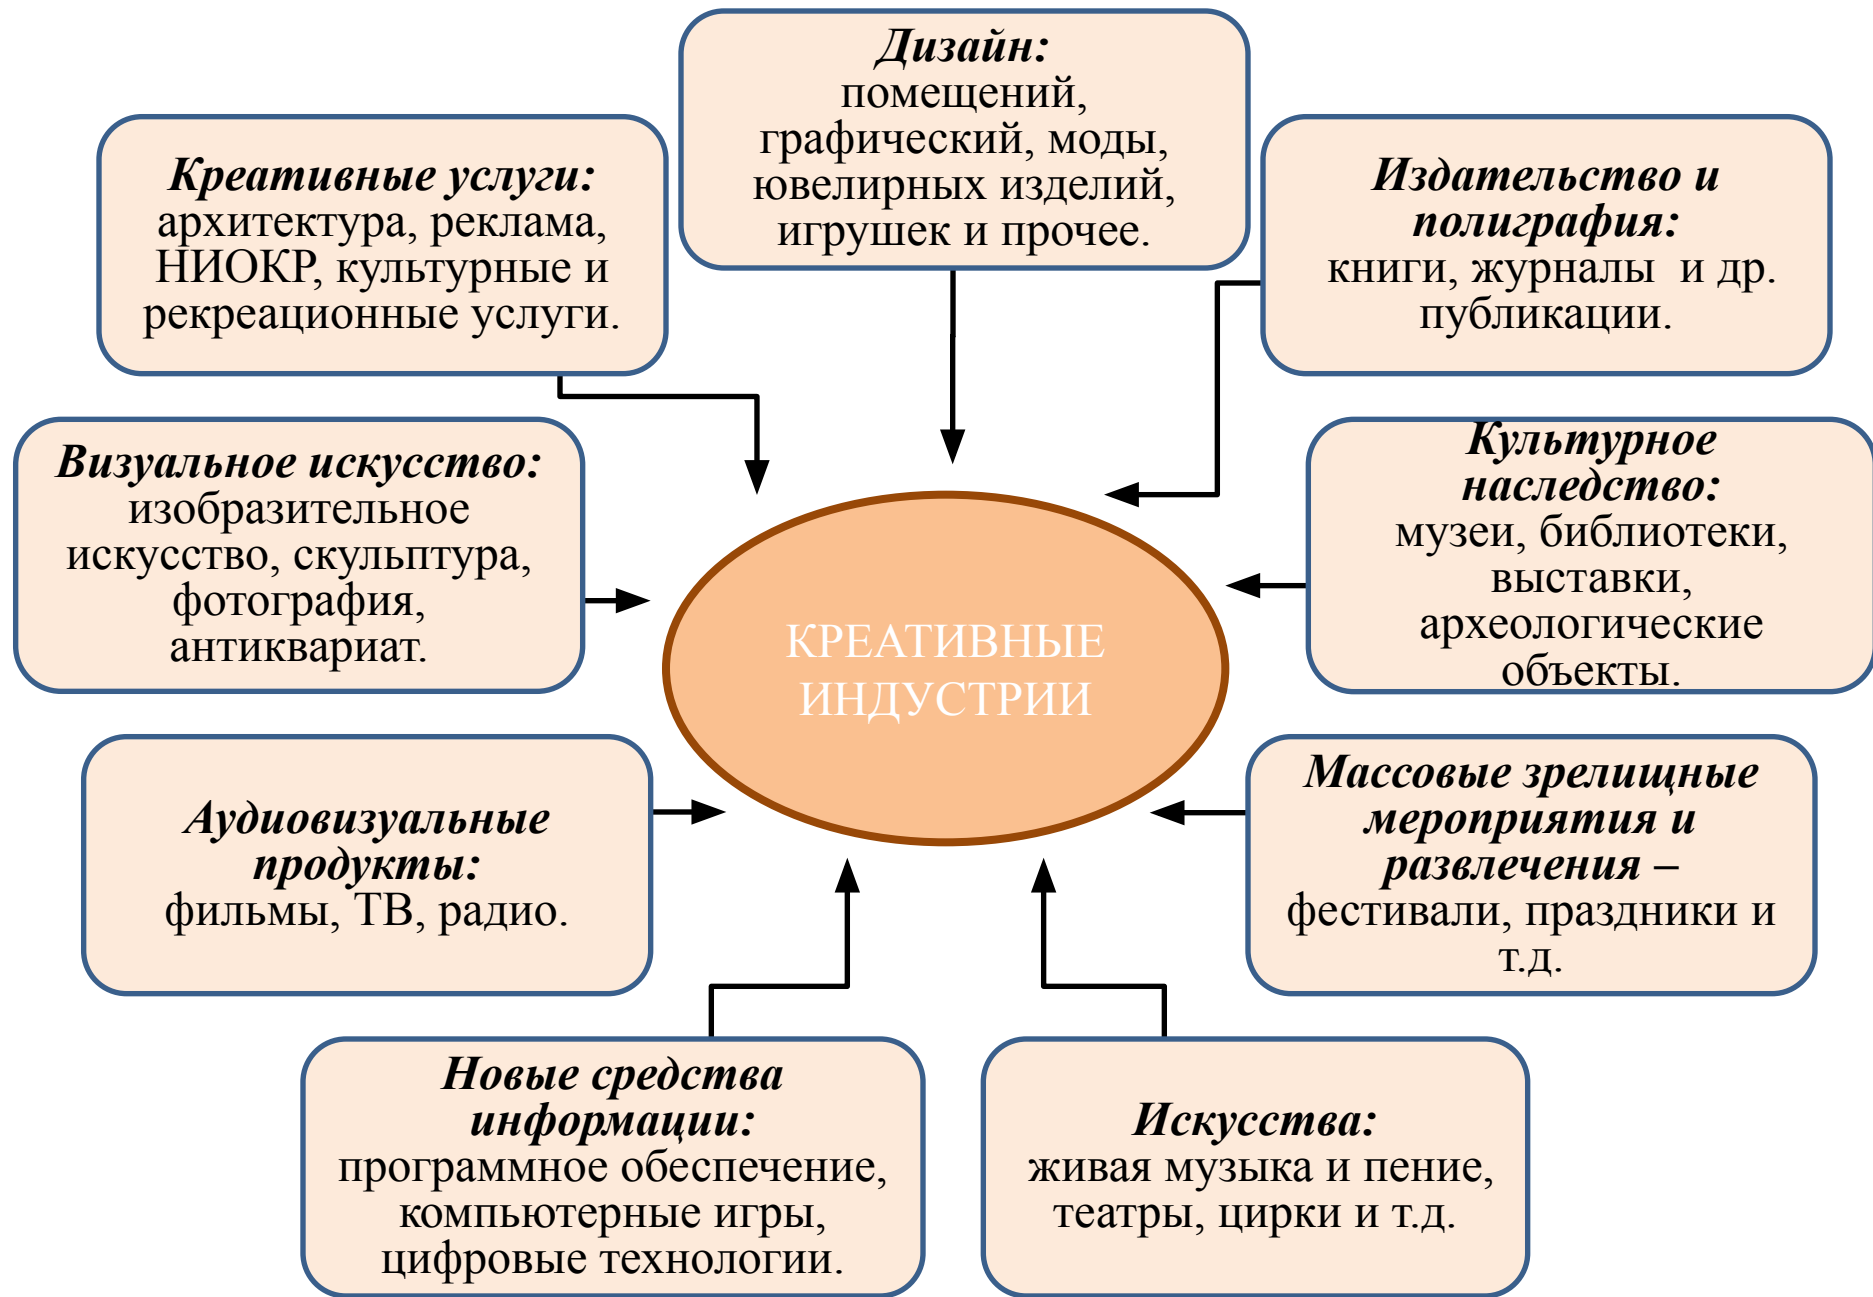 Дизайн:
помещений,
графический, моды,
ювелирных изделий,
игрушек и прочее.
Креативные услуги:
архитектура, реклама,
НИОКР, культурные и
рекреационные услуги.
Издательство и
полиграфия:
книги, журналы  и др.
публикации.
Визуальное искусство:
изобразительное
искусство, скульптура,
фотография,
антиквариат.
Культурное
наследство:
музеи, библиотеки,
выставки,
археологические
объекты.
КРЕАТИВНЫЕ
ИНДУСТРИИ
Аудиовизуальные
продукты:
фильмы, ТВ, радио.
Массовые зрелищные
мероприятия и
развлечения –
фестивали, праздники и
т.д.
Новые средства
информации:
программное обеспечение,
компьютерные игры,
цифровые технологии.
Искусства:
живая музыка и пение,
театры, цирки и т.д.